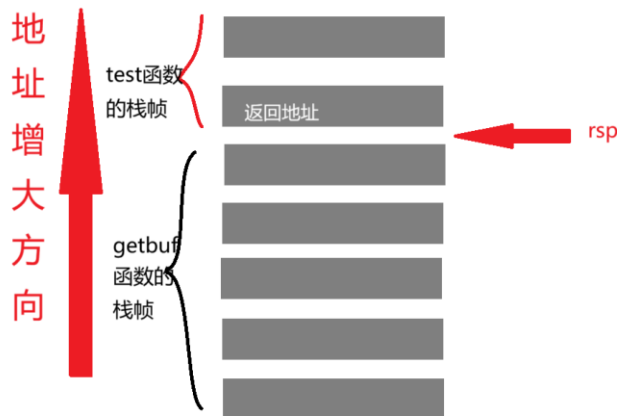 地址增大方向
test函数
的栈帧
返回地址
rsp
getbuf
函数的
栈帧